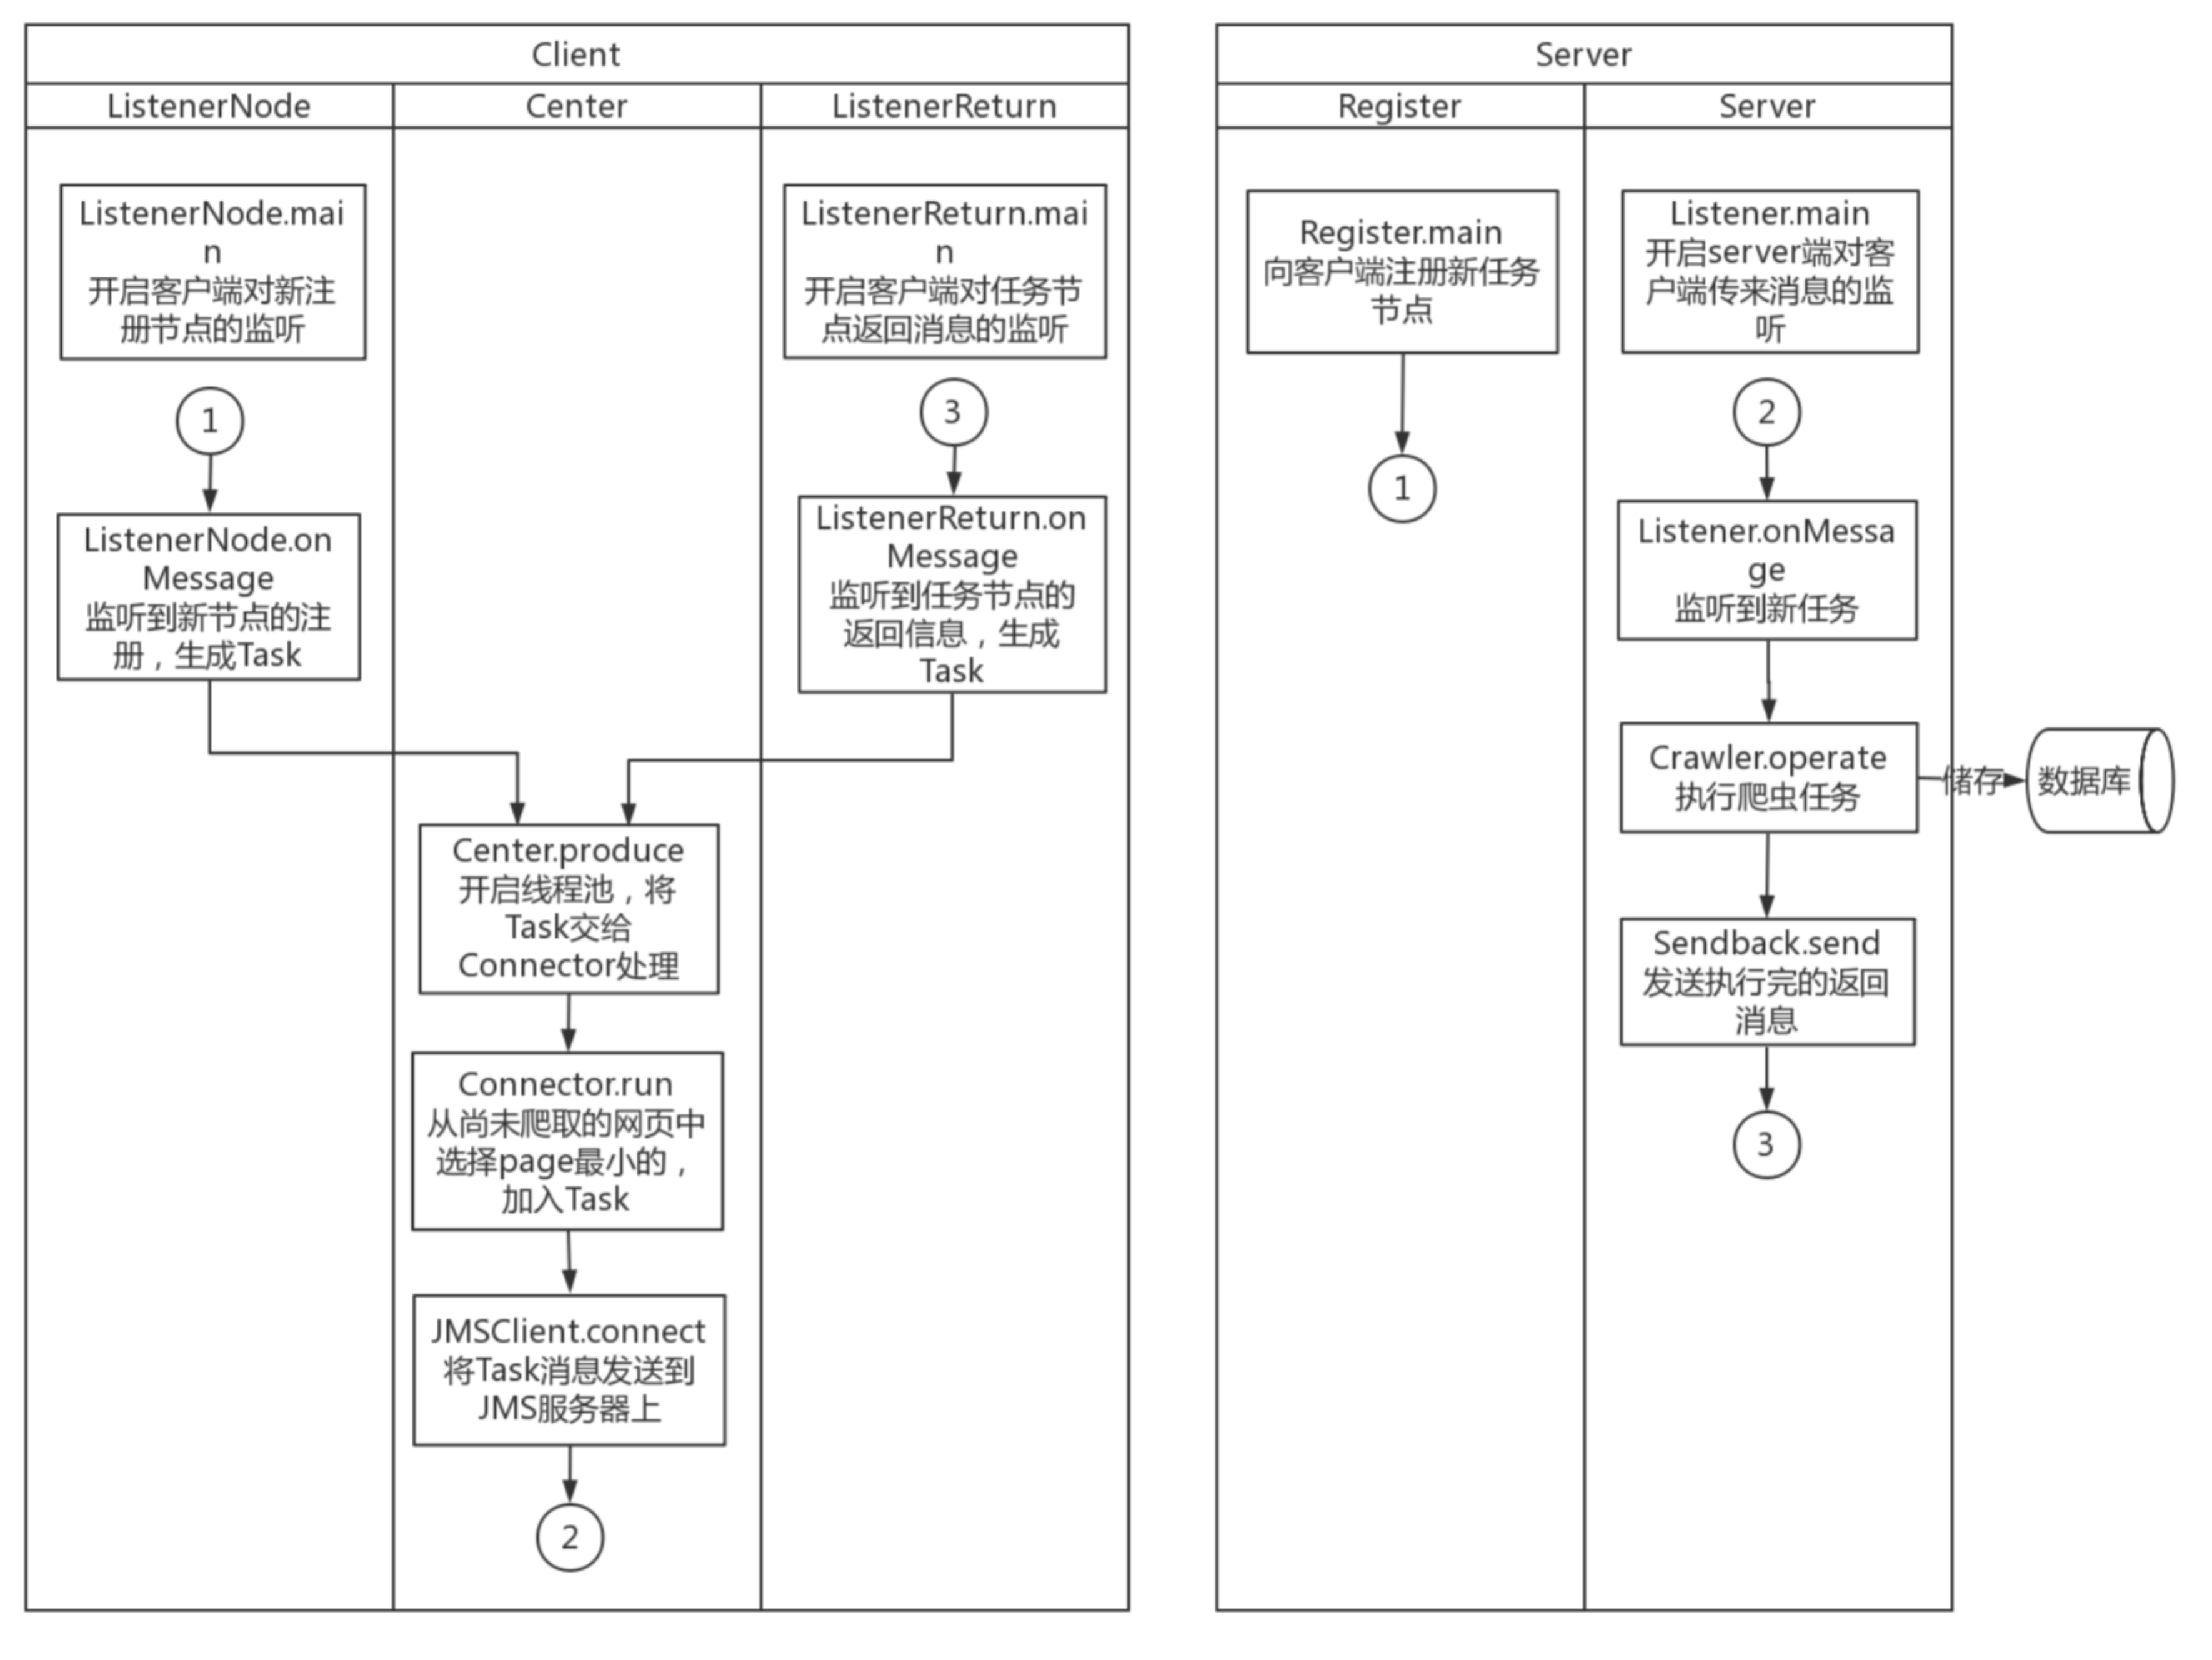 Client
ListenerNode
Center
ListenerReturn
ListenerNode.mai
n
开启客户端对新注
册节点的监听
1
ListenerNode.on
Message
监听到新节点的注
册，生成Task
ListenerReturn.mai
n
开启客户端对任务节
点返回消息的监听
3
ListenerReturn.on
Message
监听到任务节点的
返回信息，生成
Task
Center.produce
开启线程池，将
Task交给
Connector处理
Connector.run
从尚未爬取的网页中
选择page最小的，
加入Task
JMSClient.connect
将Task消息发送到
JMS服务器上
2
Server
Register
Server
Register.main
向客户端注册新任务
节点
1
Listener.main
开启server端对客
户端传来消息的监
听
2
Listener.onMessa
ge
监听到新任务
Crawler.operate
执行爬虫任务
储存
数据库
Sendback.send
发送执行完的返回
消息
3